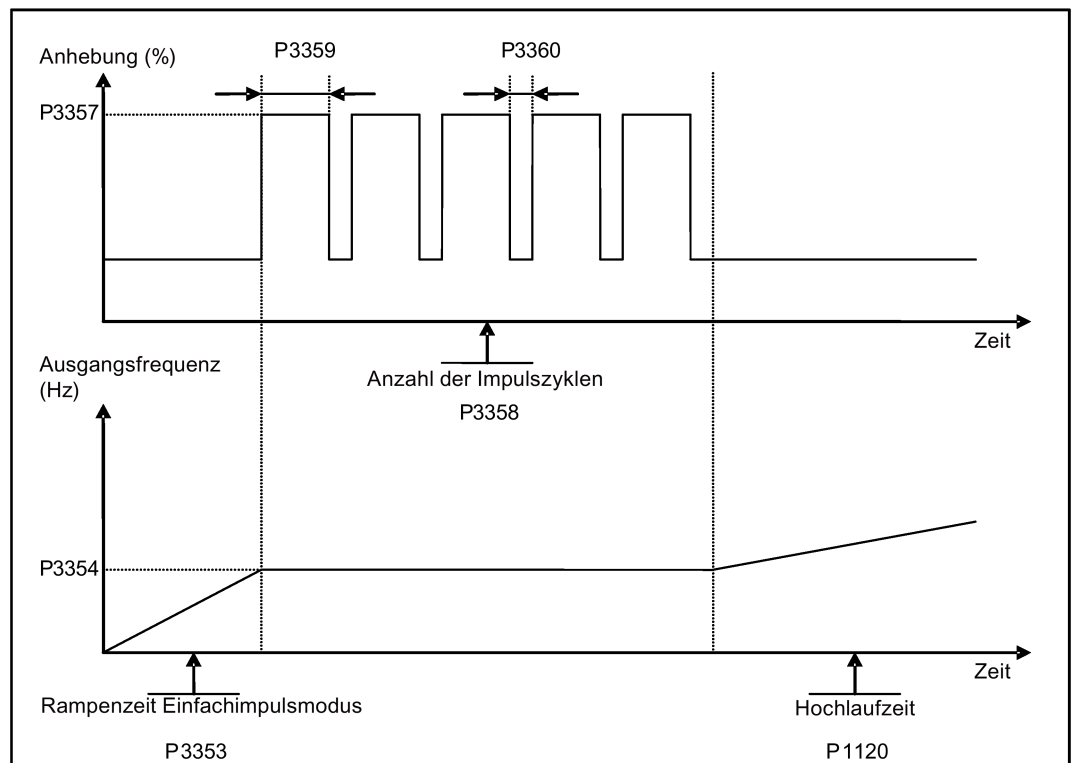 Anhebung (%)
P3359
P3360
P3357
Zeit
Ausgangsfrequenz
(Hz)
Anzahl der Impulszyklen
P3358
P3354
Zeit
Rampenzeit Einfachimpulsmodus
Hochlaufzeit
P3353
P1120